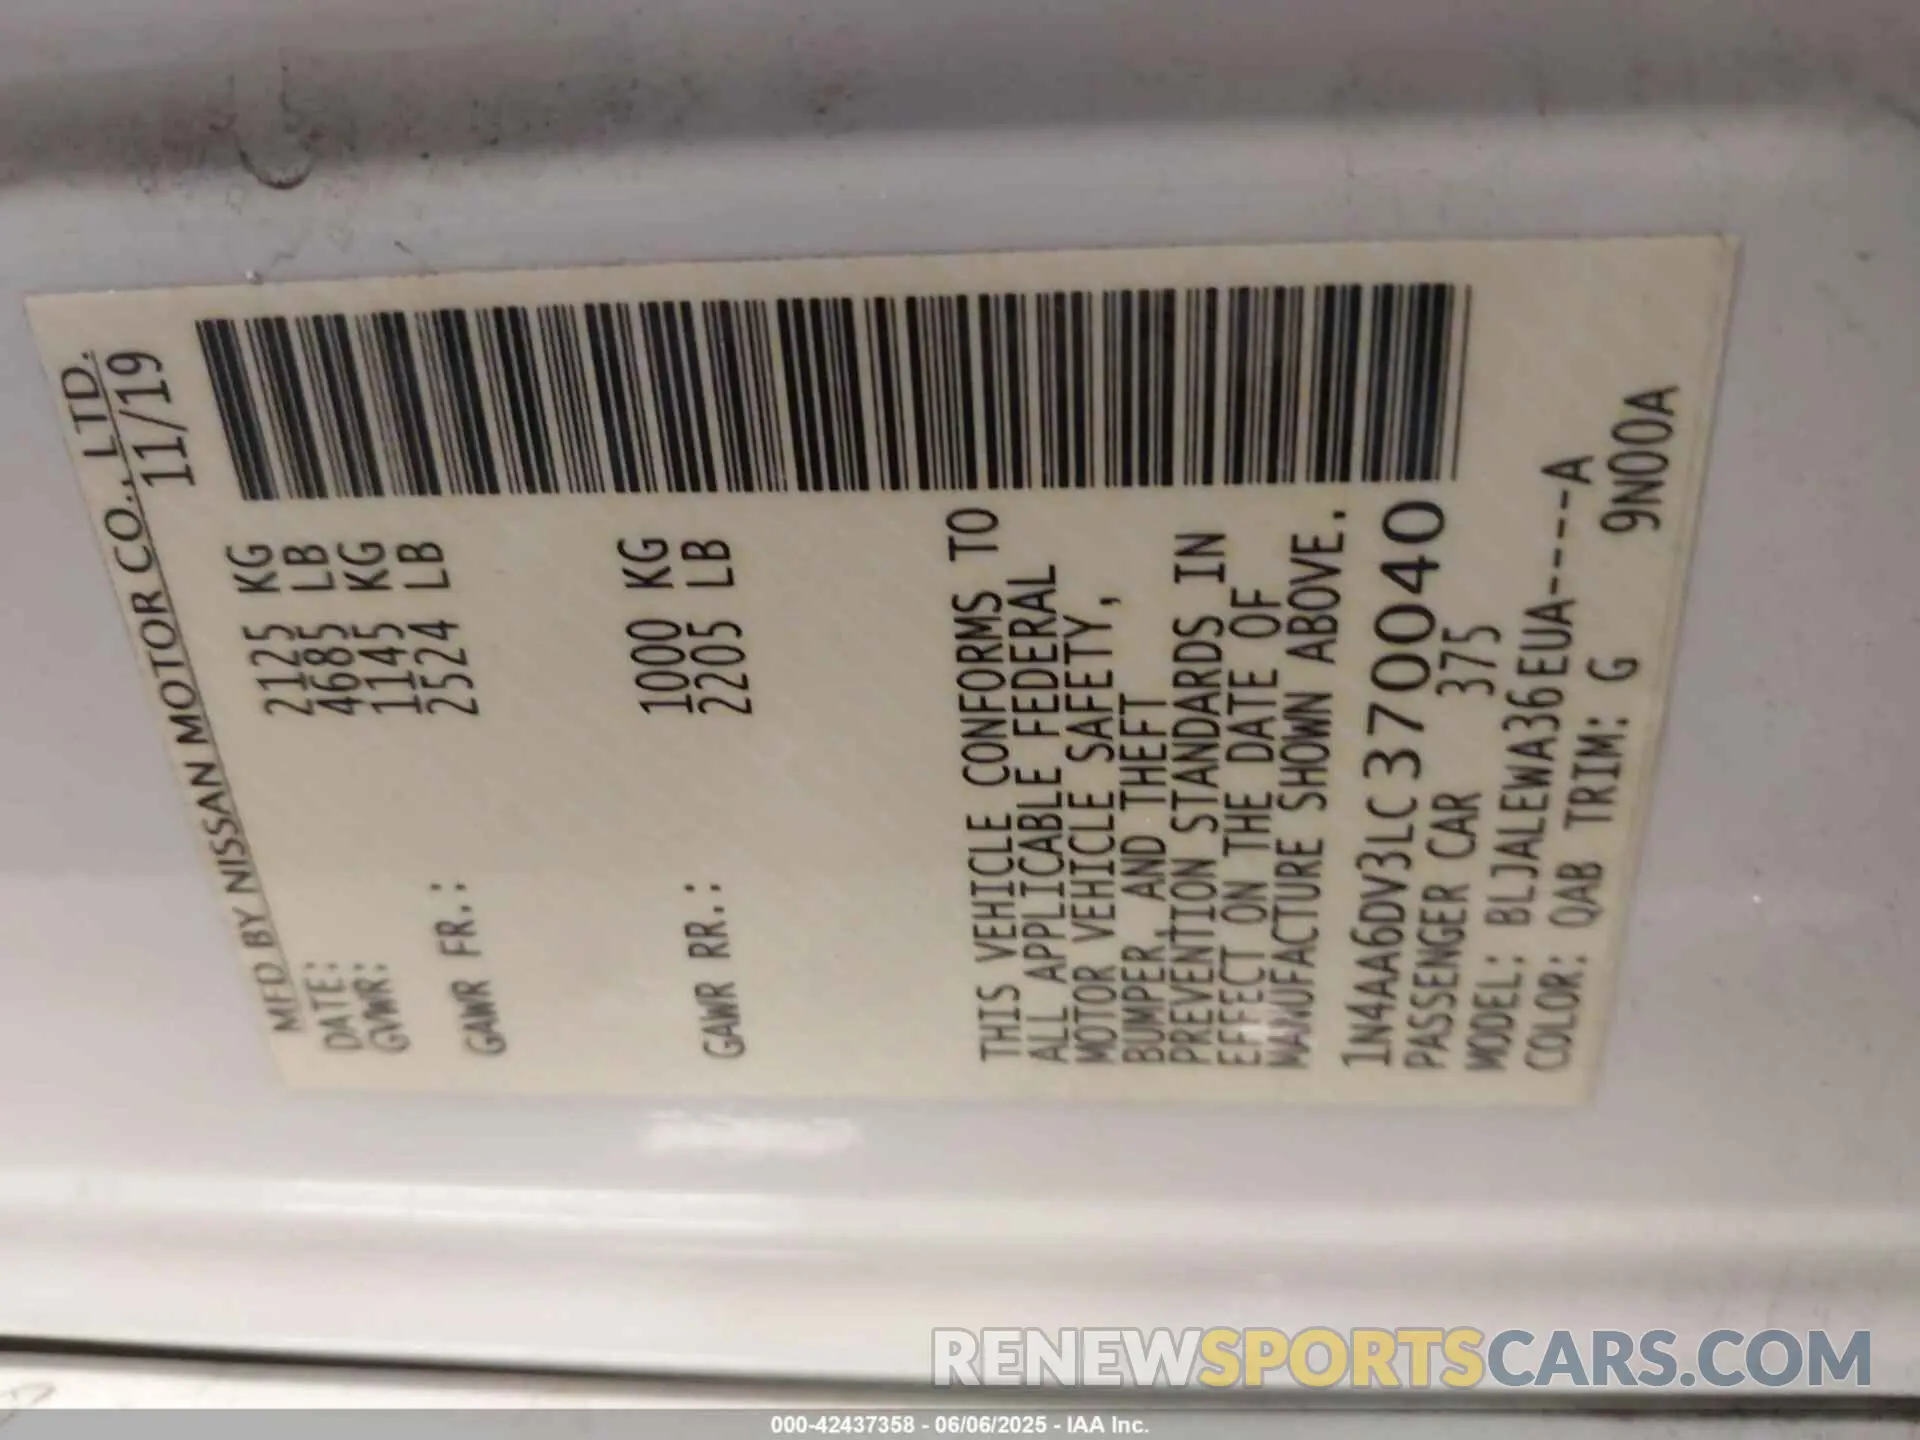 MFD BY NISSAN MOTOR CO., LTD.
DATE: 11/19
GVWR: 2125 KG
4685 LB
GAWR FR.: 1145 KG
2524 LB
GAWR RR.: 1000 KG
2205 LB
THIS VEHICLE CONFORMS TO
ALL APPLICABLE FEDERAL
MOTOR VEHICLE SAFETY,
BUMPER, AND THEFT
PREVENTION STANDARDS IN
EFFECT ON THE DATE OF
MANUFACTURE SHOWN ABOVE.
1N4AA6DV3LC370040
PASSENGER CAR 375
MODEL: BLJALEWA36EUA-----A
COLOR: QAB TRIM: G 9N00A
RENEWSPORTSCARS.COM
000-42437358 - 06/06/2025 - IAA Inc.